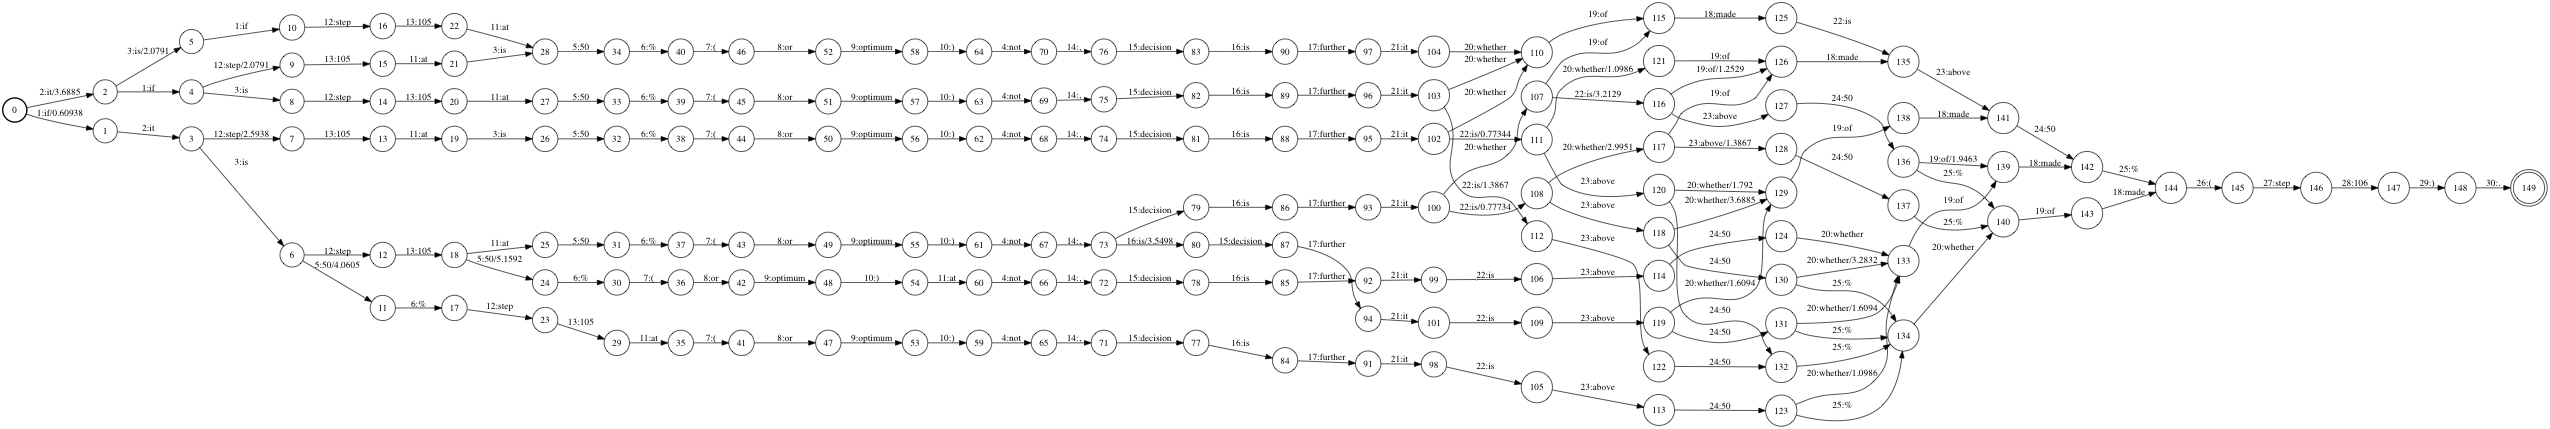 0 2:it/3.6885 2 3:is/2.0791 5 1:if 10 12:step 16 13:105 22 11:at
1:if/0.60938 1 1:if 4 12:step/2.0791 9 13:105 15 11:at 21 3:is
28 5:50 34 6:% 40 7:( 46 8:or 52 9:optimum 58 10:) 64 4:not 70 14:, 76 15:decision 83 16:is 90 17:further 97 21:it 104 20:whether 110
3:is 8 12:step 14 13:105 20 11:at 27 5:50 33 6:% 39 7:( 45 8:or 51 9:optimum 57 10:) 63 4:not 69 14:, 75 15:decision 82 16:is 89 17:further 96 21:it 103 20:whether
2:it 3 12:step/2.5938 7 13:105 13 11:at 19 3:is 26 5:50 32 6:% 38 7:( 44 8:or 50 9:optimum 56 10:) 62 4:not 68 14:, 74 15:decision 81 16:is 88 17:further 95 21:it 102 20:whether 22:is/0.77344 111
3:is
15:decision 79 16:is 86 17:further 93 21:it 100 20:whether 107 22:is/0.77734 108 22:is/1.3867 112
6 12:step 12 13:105 18 11:at 25 5:50 31 6:% 37 7:( 43 8:or 49 9:optimum 55 10:) 61 4:not 67 14:, 73 16:is/3.5498 80 15:decision 87 17:further
5:50/5.1592 24 6:% 30 7:( 36 8:or 42 9:optimum 48 10:) 54 11:at 60 4:not 66 14:, 72 15:decision 78 16:is 85 17:further 92 21:it 99 22:is 106 23:above 114
5:50/4.0605 11 6:% 17 12:step 23 13:105 94 21:it 101 22:is 109 23:above 119
29 11:at 35 7:( 41 8:or 47 9:optimum 53 10:) 59 4:not 65 14:, 71 15:decision 77 16:is 84 17:further 91 21:it 98 22:is 105 23:above 113 24:50 123
19:of 115 18:made 125 22:is
19:of
20:whether/1.0986 121 19:of 126 18:made 135 23:above
22:is/3.2129 116 19:of/1.2529 23:above 127 24:50
20:whether/2.9951 117 19:of 23:above/1.3867 128 24:50
23:above 120 20:whether/1.792 129 19:of 138 18:made 141 24:50
23:above 118 20:whether/3.6885 24:50 130
136 19:of/1.9463 139 18:made 142 25:%
25:%
137 25:% 140 19:of 143 18:made
144 26:( 145 27:step 146 28:106 147 29:) 148 30:. 149
24:50 124 20:whether 133 19:of
20:whether/3.2832
25:%
20:whether/1.6094 24:50 24:50 131 20:whether/1.6094 25:% 134 20:whether
23:above 122 24:50 132 25:%
20:whether/1.0986
25:%